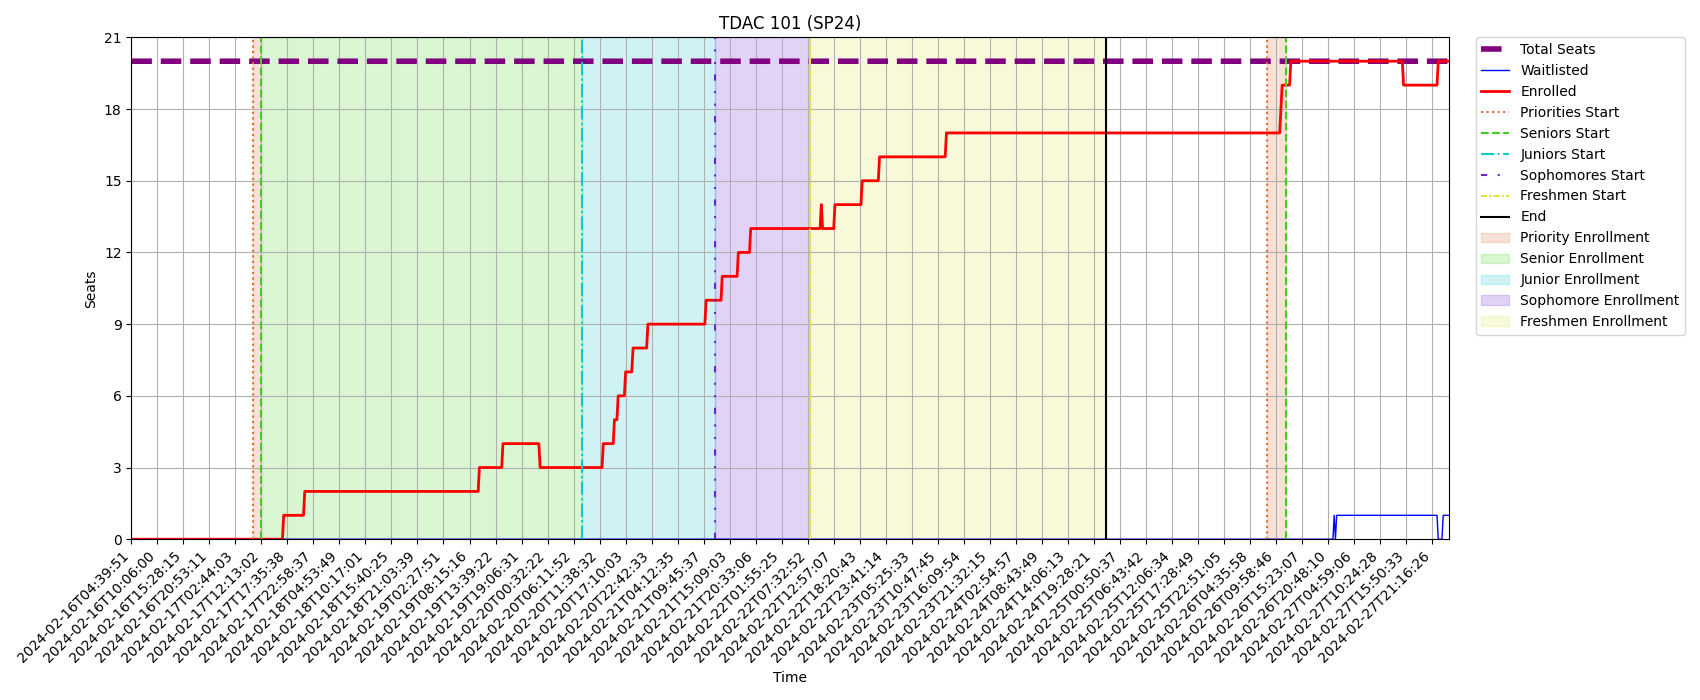 TDAC 101 (SP24)
21
18
15
12
9
6
3
0
Seats
2024-02-16T04:39:51
2024-02-16T10:06:00
2024-02-16T15:28:15
2024-02-16T20:53:11
2024-02-17T02:44:03
2024-02-17T12:13:02
2024-02-17T17:35:38
2024-02-17T22:58:37
2024-02-18T04:53:49
2024-02-18T10:17:01
2024-02-18T15:40:25
2024-02-18T21:03:39
2024-02-19T02:27:51
2024-02-19T08:15:16
2024-02-19T13:39:22
2024-02-19T19:06:31
2024-02-20T00:32:22
2024-02-20T06:11:52
2024-02-20T11:38:32
2024-02-20T17:10:03
2024-02-20T22:42:33
2024-02-21T04:12:35
2024-02-21T09:45:37
2024-02-21T15:09:03
2024-02-21T20:33:06
2024-02-22T01:55:25
2024-02-22T07:32:52
2024-02-22T12:57:07
2024-02-22T18:20:43
2024-02-22T23:41:14
2024-02-23T05:25:33
2024-02-23T10:47:45
2024-02-23T16:09:54
2024-02-23T21:32:15
2024-02-24T02:54:57
2024-02-24T08:43:49
2024-02-24T14:06:13
2024-02-24T19:28:21
2024-02-25T00:50:37
2024-02-25T06:43:42
2024-02-25T12:06:34
2024-02-25T17:28:49
2024-02-25T22:51:05
2024-02-26T04:35:58
2024-02-26T09:58:46
2024-02-26T15:23:07
2024-02-26T20:48:10
2024-02-27T04:59:06
2024-02-27T10:24:28
2024-02-27T15:50:33
2024-02-27T21:16:26
Time
Total Seats
Waitlisted
Enrolled
Priorities Start
Seniors Start
Juniors Start
Sophomores Start
Freshmen Start
End
Priority Enrollment
Senior Enrollment
Junior Enrollment
Sophomore Enrollment
Freshmen Enrollment